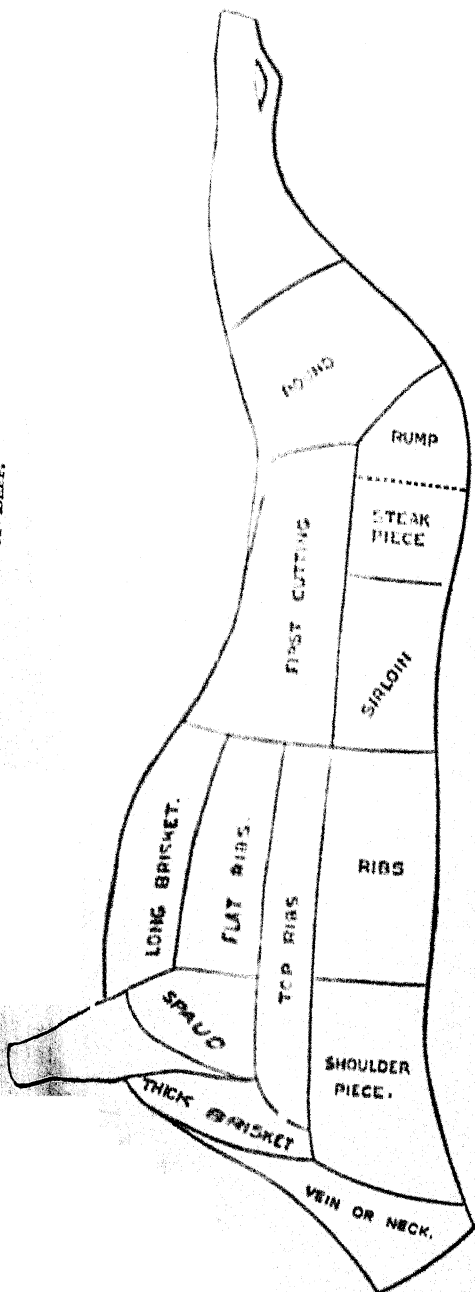 ROUND
RUMP
STEAK
PIECE
FIRST CUTTING
SIRLOIN
LONG BRISKET.
FLAT RIBS.
TOP RIBS
RIBS
SPAUD
SHOULDER
PIECE.
THICK BRISKET
VEIN OR NECK.